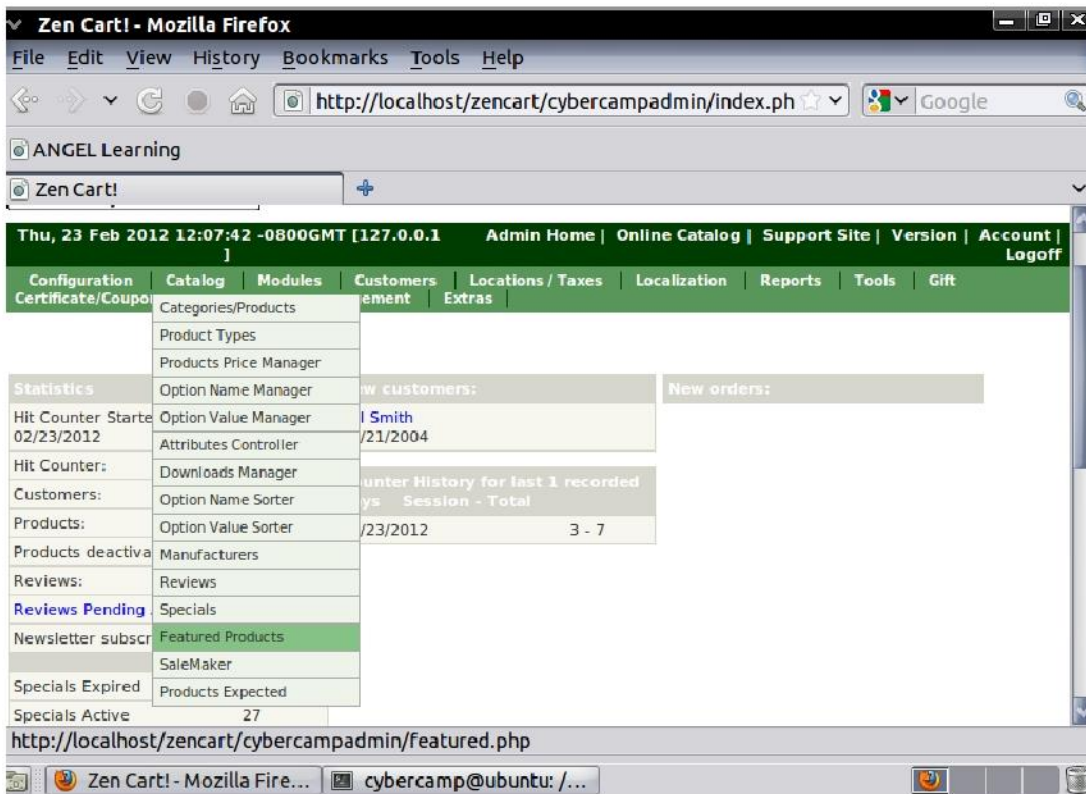 Zen Cart! - Mozilla Firefox
File Edit View History Bookmarks Tools Help
http://localhost/zencart/cybercampadmin/index.ph
Google
ANGEL Learning
Zen Cart!
Thu, 23 Feb 2012 12:07:42 -0800GMT [127.0.0.1
]
Admin Home | Online Catalog | Support Site | Version | Account |
Logoff
Configuration | Catalog | Modules | Customers | Locations / Taxes | Localization | Reports | Tools | Gift
Certificate/Coupo ement | Extras |
Categories/Products
Product Types
Products Price Manager
Option Name Manager
Option Value Manager
Attributes Controller
Downloads Manager
Option Name Sorter
Option Value Sorter
Manufacturers
Reviews
Specials
Featured Products
SaleMaker
Products Expected
Statistics
Hit Counter Starte
02/23/2012
Hit Counter:
Customers:
Products:
Products deactiva
Reviews:
Reviews Pending
Newsletter subscr
Specials Expired
Specials Active 27
w customers:
l Smith
/21/2004
unter History for last 1 recorded
ys Session - Total
/23/2012 3 - 7
New orders:
http://localhost/zencart/cybercampadmin/featured.php
Zen Cart! - Mozilla Fire...
cybercamp@ubuntu: /...